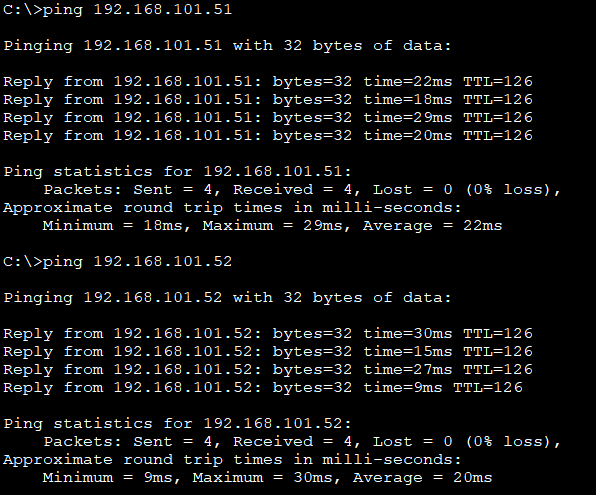 C:\>ping 192.168.101.51
Pinging 192.168.101.51 with 32 bytes of data:
Reply from 192.168.101.51: bytes=32 time=22ms TTL=126
Reply from 192.168.101.51: bytes=32 time=18ms TTL=126
Reply from 192.168.101.51: bytes=32 time=29ms TTL=126
Reply from 192.168.101.51: bytes=32 time=20ms TTL=126
Ping statistics for 192.168.101.51:
    Packets: Sent = 4, Received = 4, Lost = 0 (0% loss),
Approximate round trip times in milli-seconds:
    Minimum = 18ms, Maximum = 29ms, Average = 22ms
C:\>ping 192.168.101.52
Pinging 192.168.101.52 with 32 bytes of data:
Reply from 192.168.101.52: bytes=32 time=30ms TTL=126
Reply from 192.168.101.52: bytes=32 time=15ms TTL=126
Reply from 192.168.101.52: bytes=32 time=27ms TTL=126
Reply from 192.168.101.52: bytes=32 time=9ms TTL=126
Ping statistics for 192.168.101.52:
    Packets: Sent = 4, Received = 4, Lost = 0 (0% loss),
Approximate round trip times in milli-seconds:
    Minimum = 9ms, Maximum = 30ms, Average = 20ms